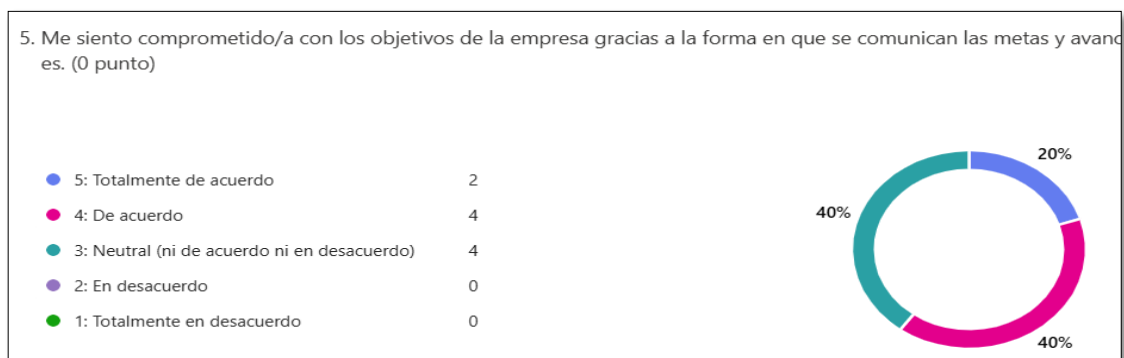 5. Me siento comprometido/a con los objetivos de la empresa gracias a la forma en que se comunican las metas y avanc
es. (0 punto)
5: Totalmente de acuerdo 2
4: De acuerdo 4
3: Neutral (ni de acuerdo ni en desacuerdo) 4
2: En desacuerdo 0
1: Totalmente en desacuerdo 0
20%
40%
40%